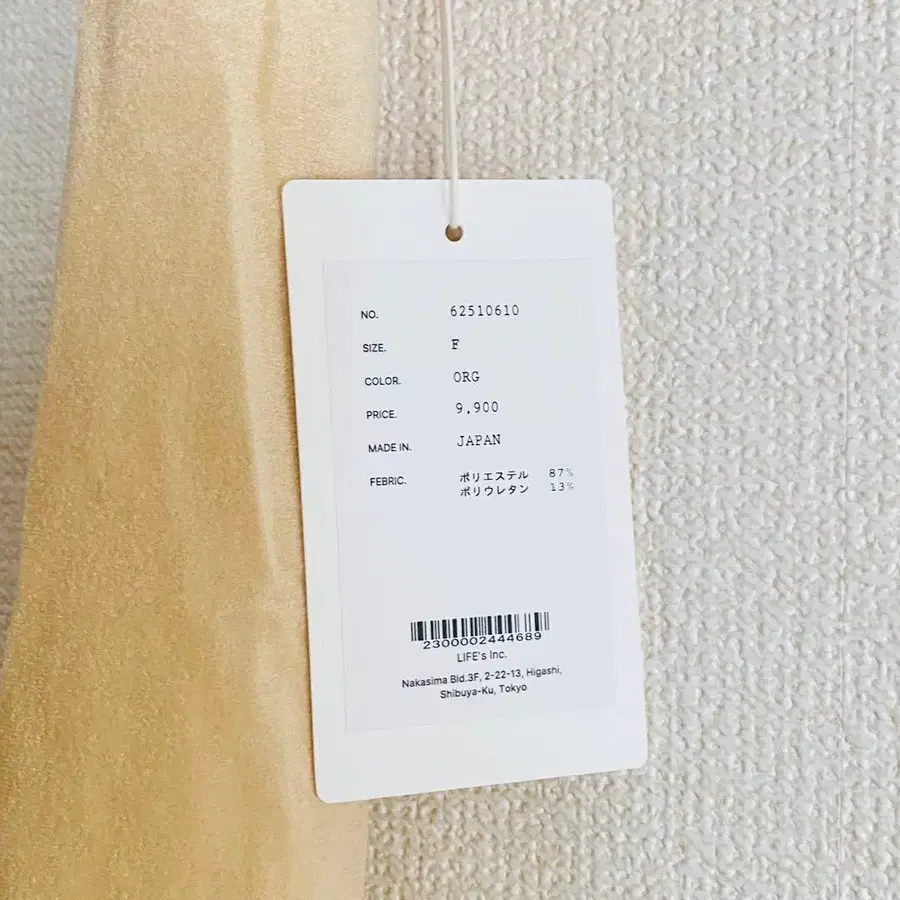 NO. 62510610
SIZE. F
COLOR. ORG
PRICE. 9,900
MADE IN. JAPAN
FEBRIC. ポリエステル 87%
ポリウレタン 13%
2300002444689
LIFE's Inc.
Nakasima Bld.3F, 2-22-13, Higashi,
Shibuya-Ku, Tokyo